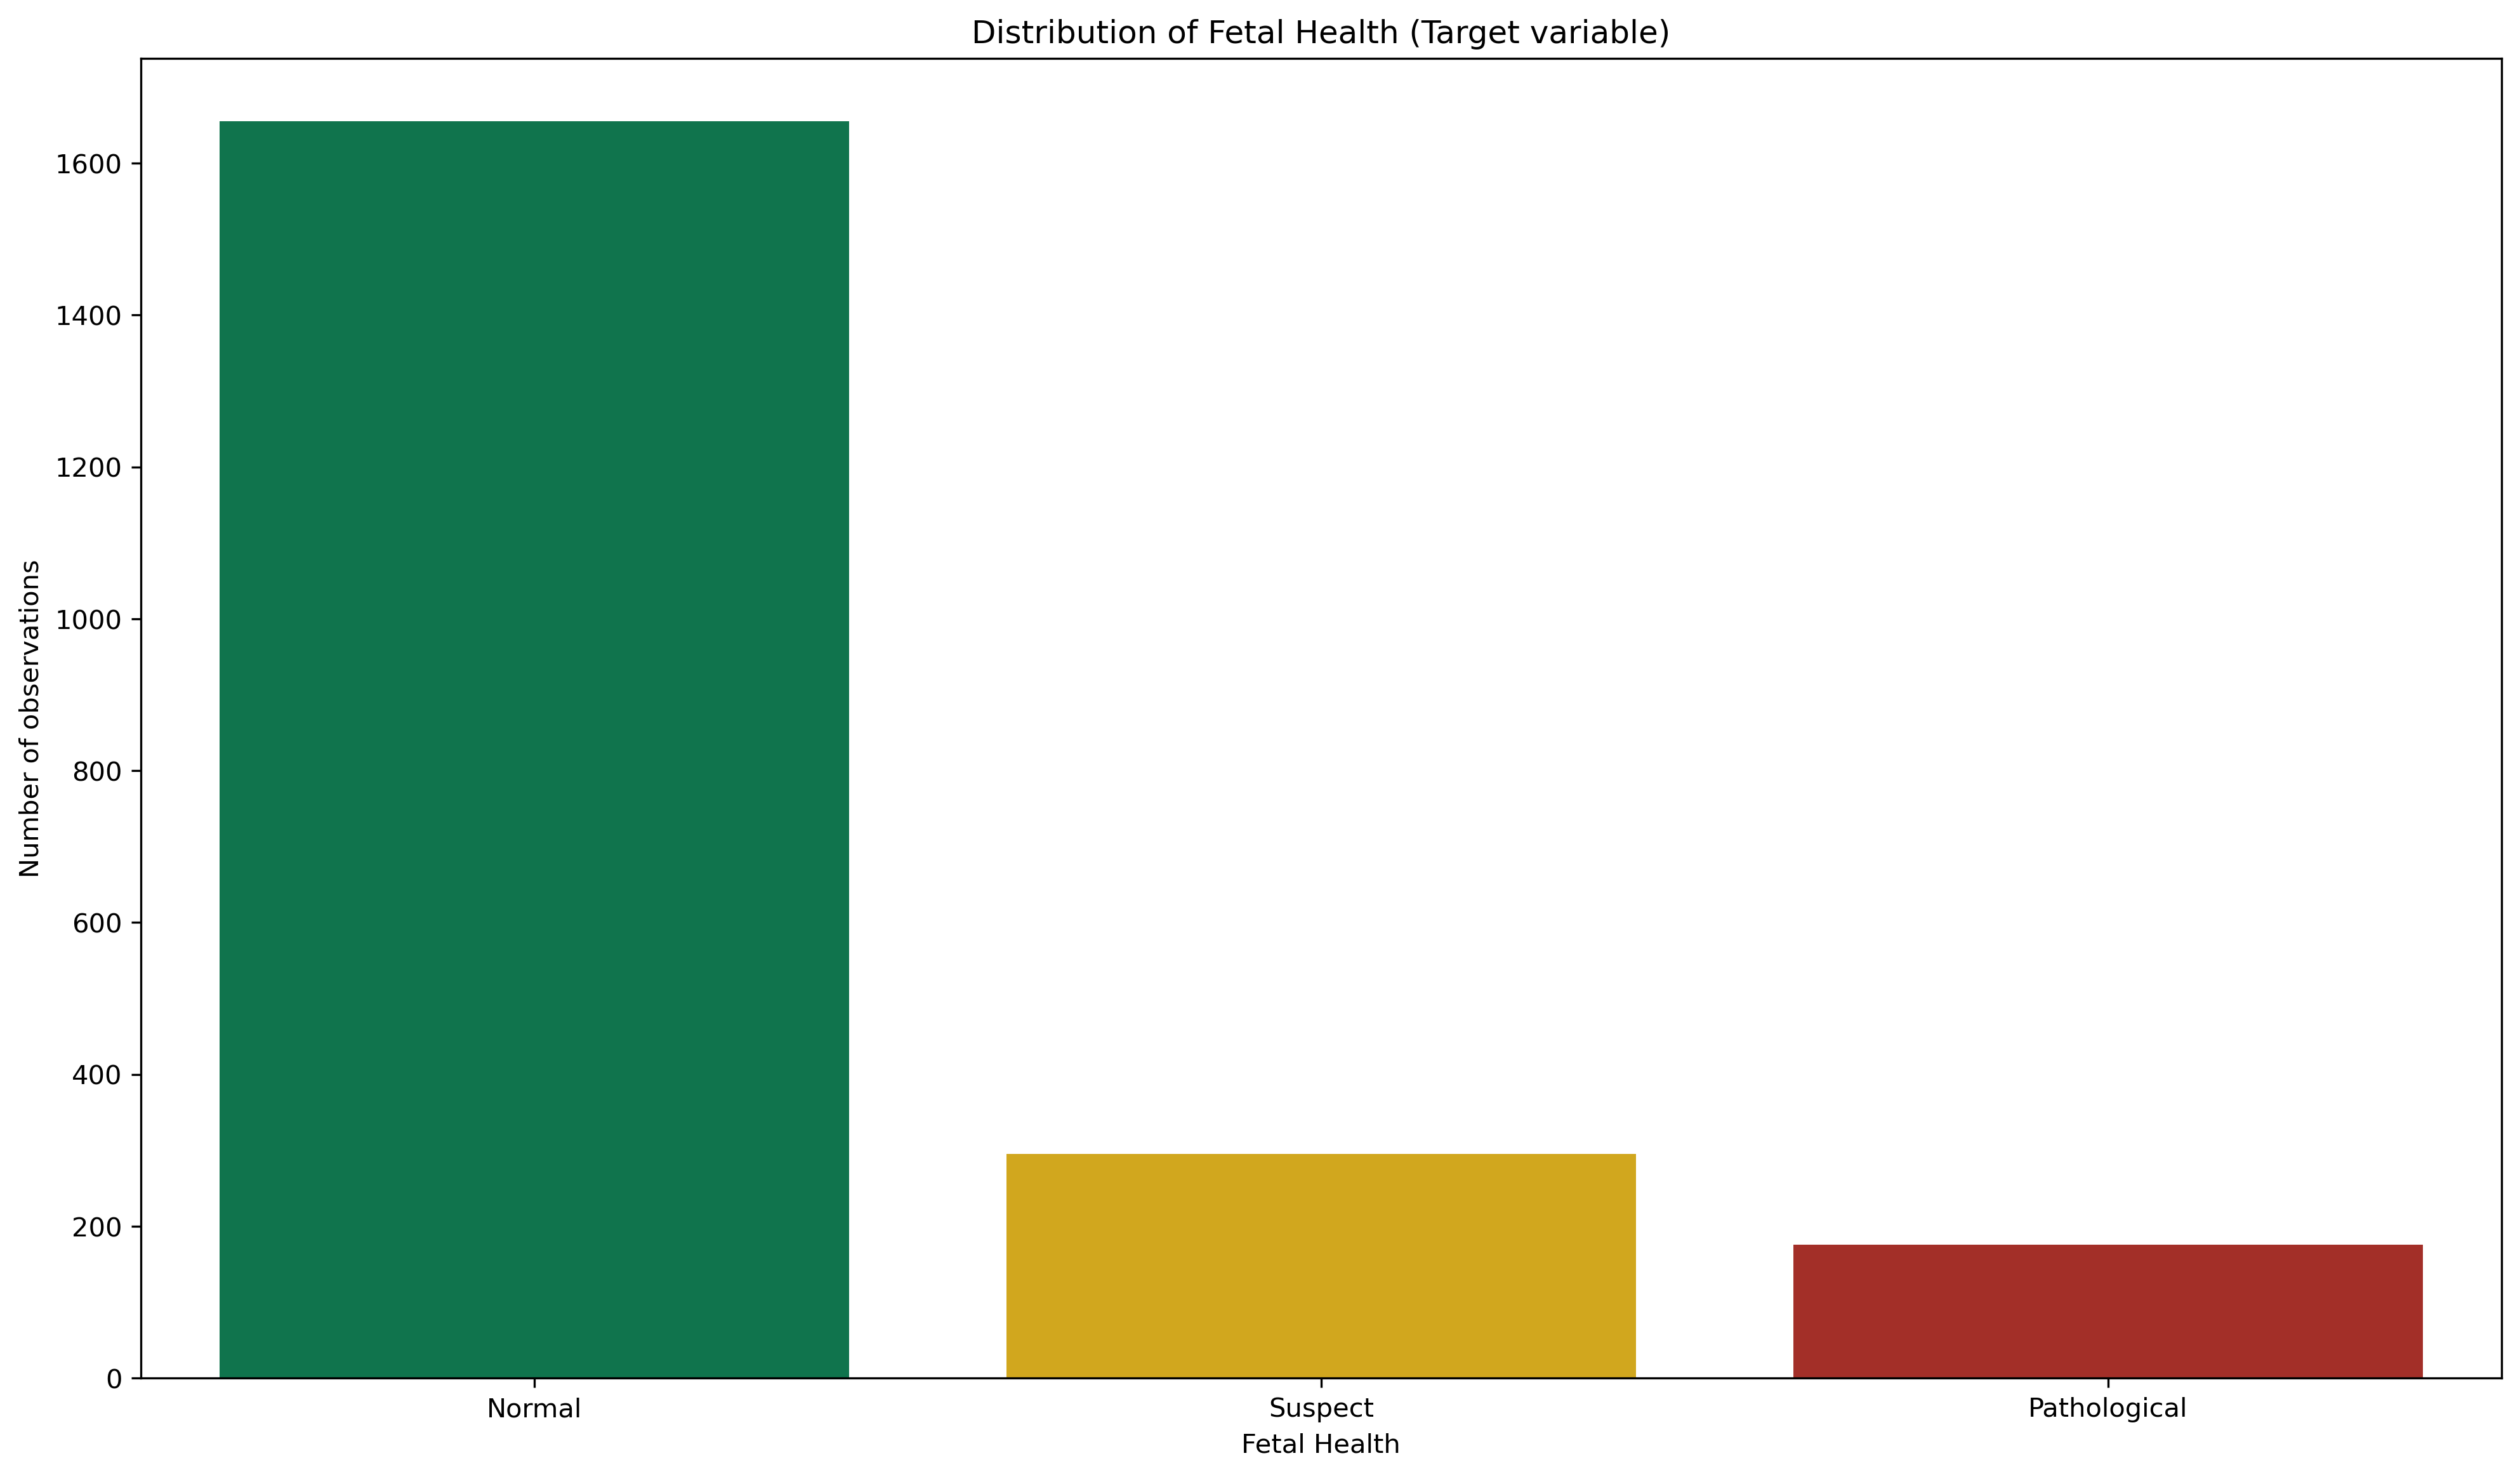 Distribution of Fetal Health (Target variable)
Number of observations
1600
1400
1200
1000
800
600
400
200
0
Normal Suspect Pathological
Fetal Health